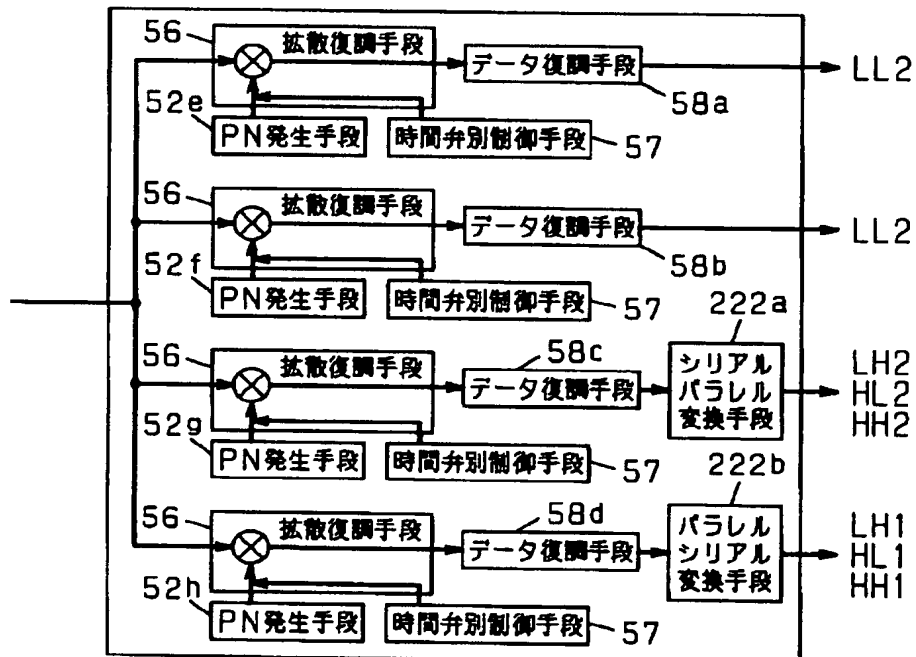 56
拡散復調手段
データ復調手段
LL2
58a
52e
PN発生手段
時間弁別制御手段
57
56
拡散復調手段
データ復調手段
LL2
58b
52f
PN発生手段
時間弁別制御手段
57
222a
56
拡散復調手段
58c
データ復調手段
シリアル
パラレル
変換手段
LH2
HL2
HH2
52g
PN発生手段
時間弁別制御手段
57
222b
56
拡散復調手段
58d
データ復調手段
パラレル
シリアル
変換手段
LH1
HL1
HH1
52h
PN発生手段
時間弁別制御手段
57